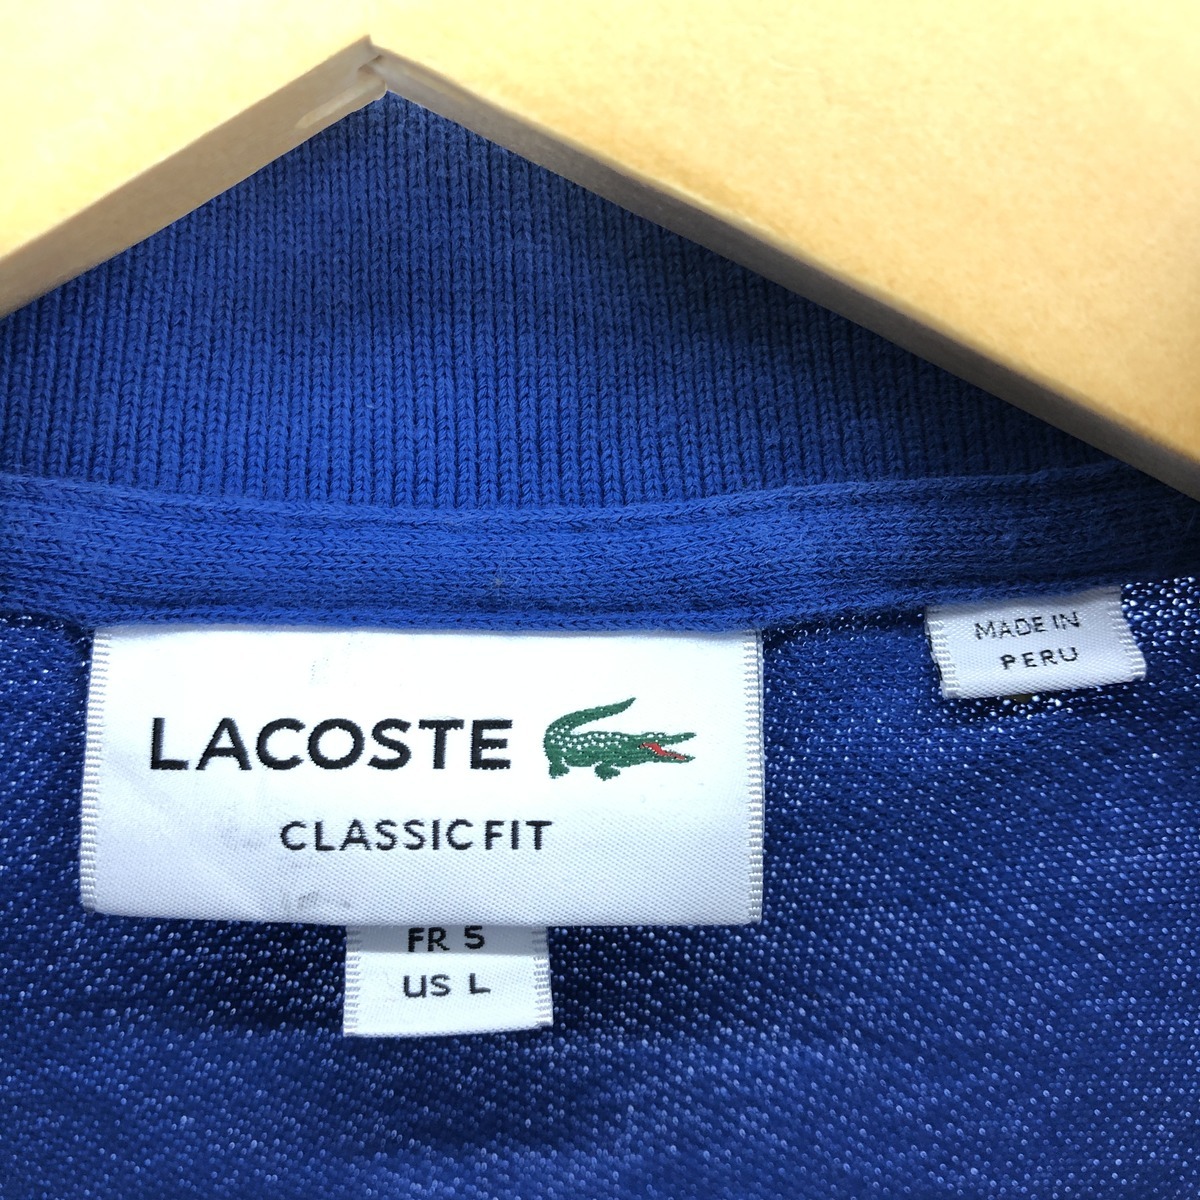 LACOSTE
CLASSIC FIT
FR 5
US L
MADE IN
PERU